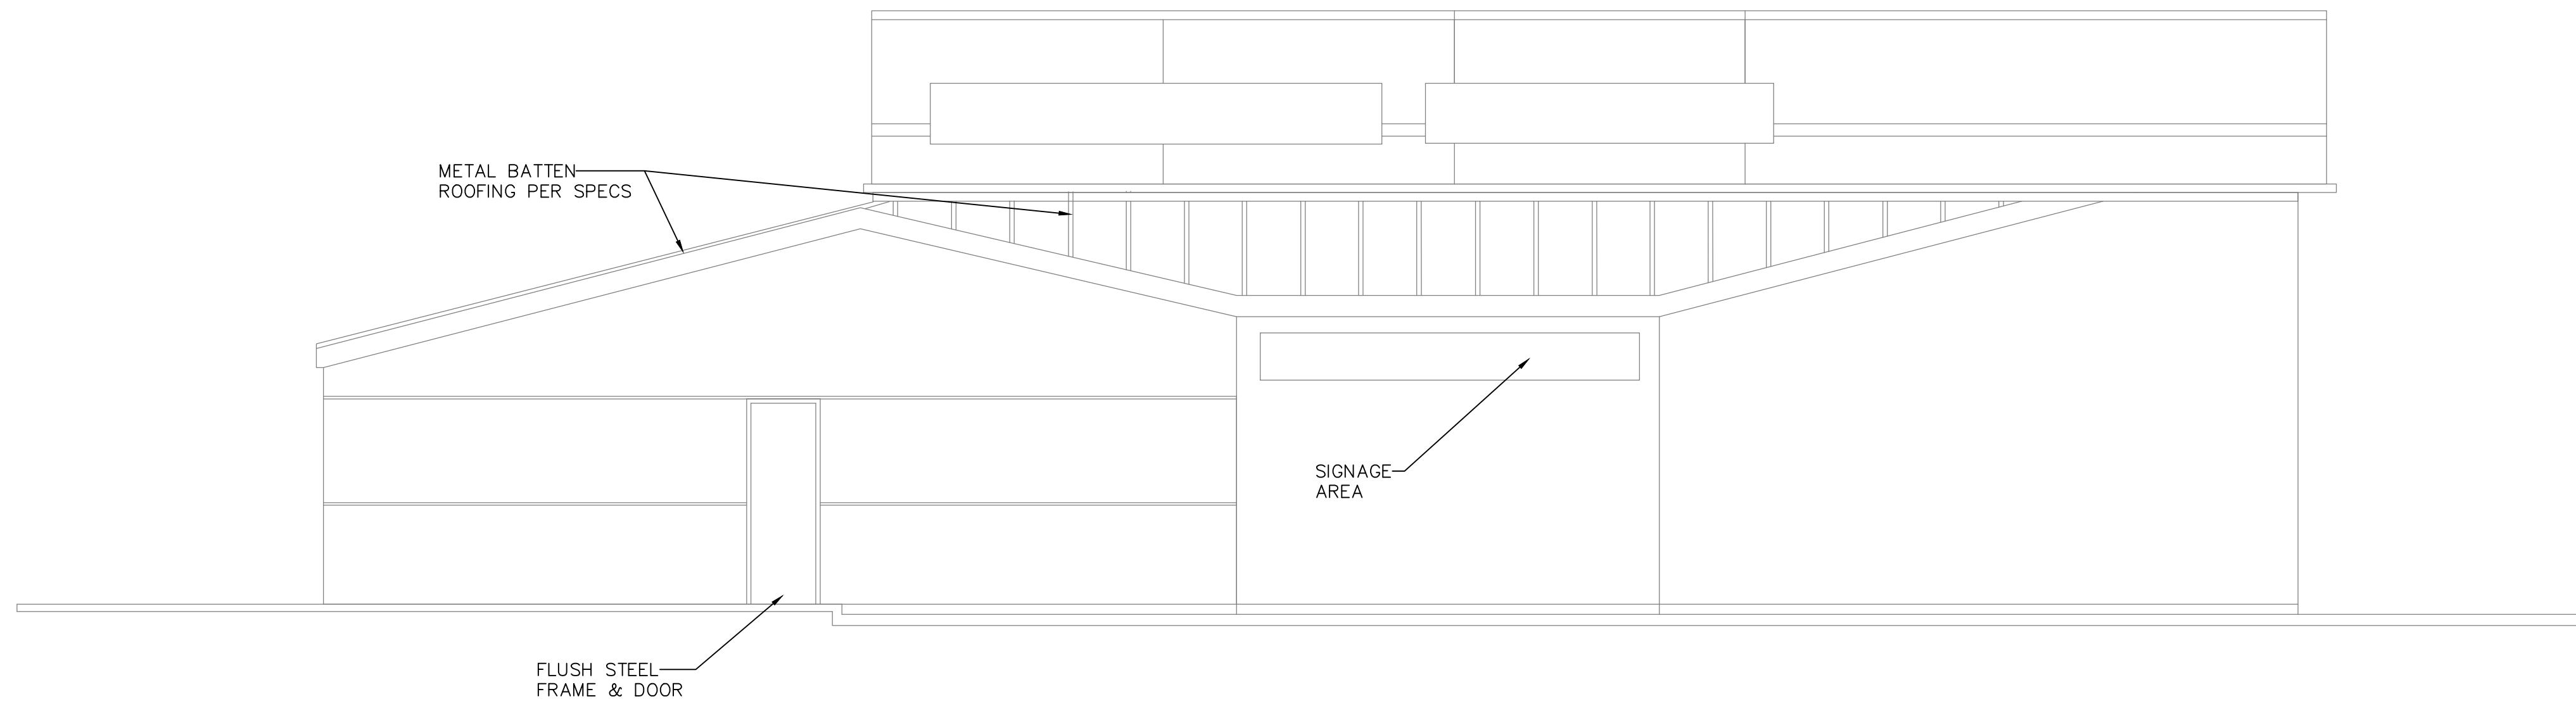 METAL BATTEN
ROOFING PER SPECS
SIGNAGE
AREA
FLUSH STEEL
FRAME & DOOR